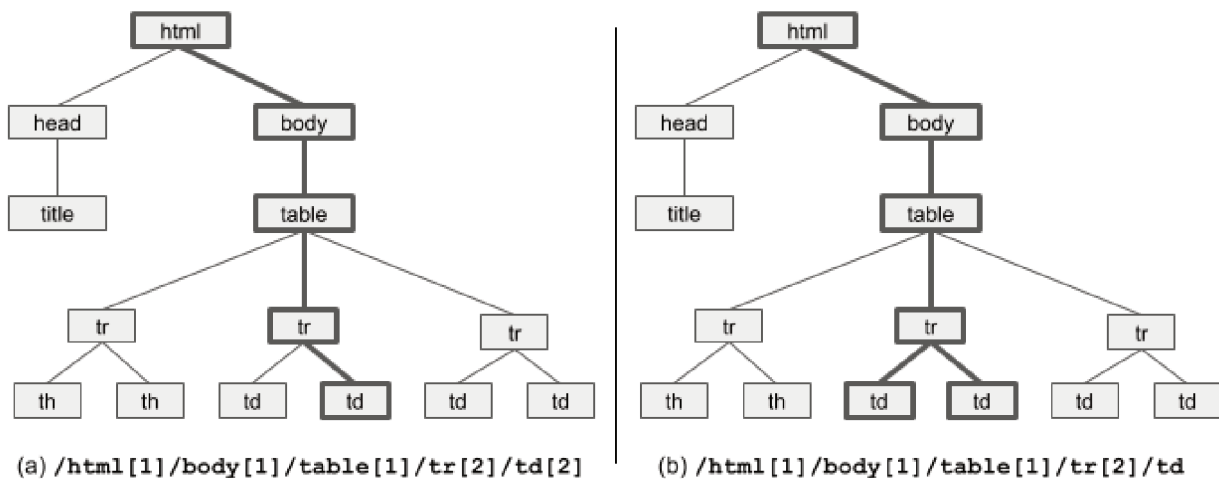 html
head
body
title
table
tr
tr
tr
th
th
td
td
td
td
(a) /html[1]/body[1]/table[1]/tr[2]/td[2]
html
head
body
title
table
tr
tr
tr
th
th
td
td
td
td
(b) /html[1]/body[1]/table[1]/tr[2]/td